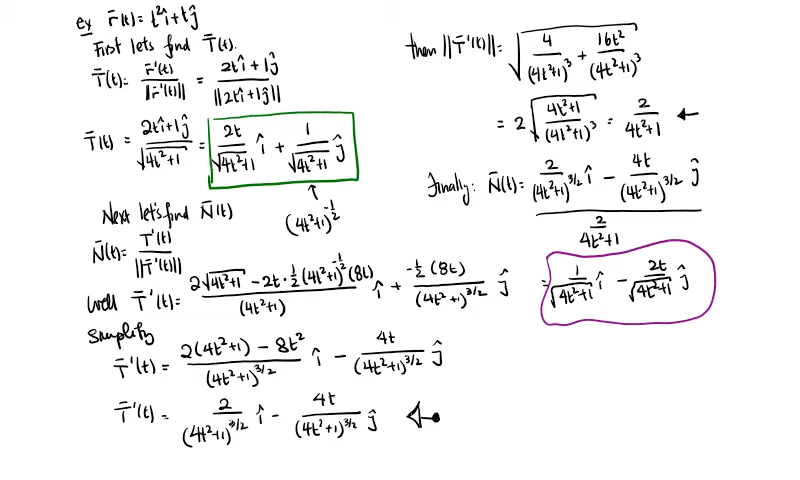 ex r̄(t) = t²î + tĵ
First lets find T̄(t).
T̄(t) = r̄'(t) / ||r̄'(t)|| = (2tî + 1ĵ) / ||2tî + 1ĵ||
T̄(t) = (2tî + 1ĵ) / √(4t²+1) = 2t/√(4t²+1) î + 1/√(4t²+1) ĵ
↑
(4t²+1)^(-1/2)
Next let's find N̄(t)
N̄(t) = T̄'(t) / ||T̄'(t)||
Well T̄'(t) = (2√(4t²+1) - 2t · ½(4t²+1)^(-1/2)(8t)) / (4t²+1) î + (-½(8t)) / (4t²+1)^(3/2) ĵ
Simplify
T̄'(t) = (2(4t²+1) - 8t²) / (4t²+1)^(3/2) î - 4t/(4t²+1)^(3/2) ĵ
T̄'(t) = 2/(4t²+1)^(3/2) î - 4t/(4t²+1)^(3/2) ĵ
then ||T̄'(t)|| = √(4/(4t²+1)³ + 16t²/(4t²+1)³)
= 2√((4t²+1)/(4t²+1)³) = 2/(4t²+1) ←
Finally: N̄(t) = (2/(4t²+1)^(3/2) î - 4t/(4t²+1)^(3/2) ĵ) / (2/(4t²+1))
= 1/√(4t²+1) î - 2t/√(4t²+1) ĵ